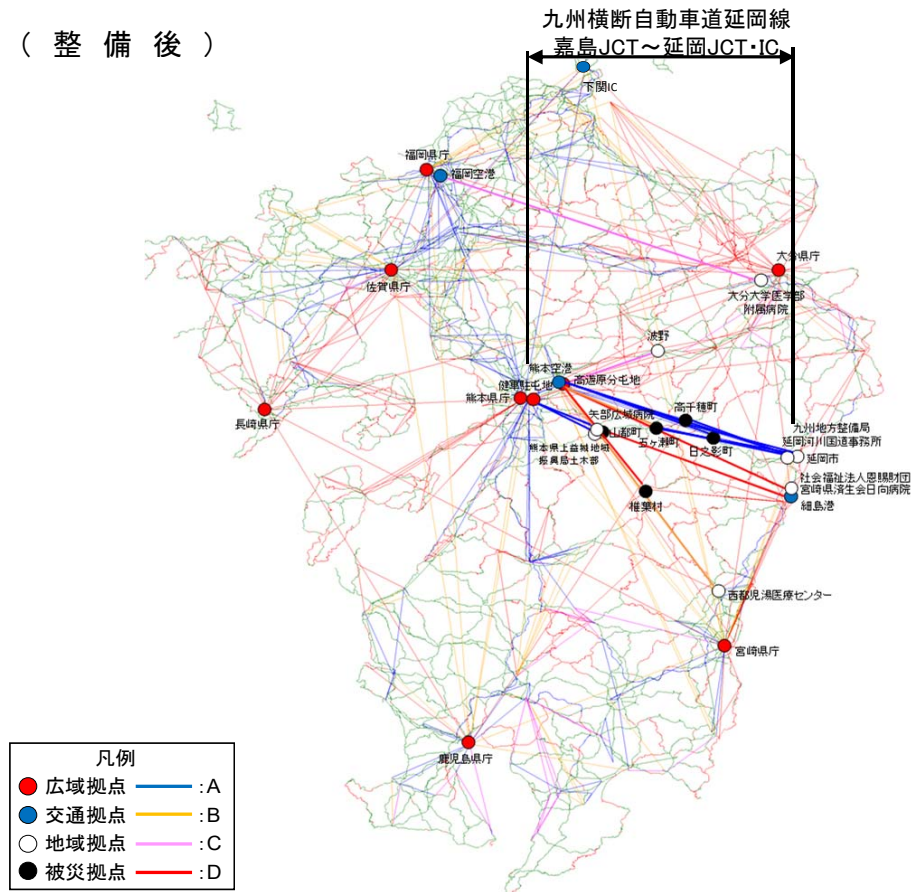 (整備後)
九州横断自動車道延岡線
嘉島JCT～延岡JCT・IC
下関IC
福岡県庁
福岡空港
佐賀県庁
大分県庁
大分大学医学部
附属病院
波野
熊本空港
高遊原分屯地
健軍駐屯地
熊本県庁
長崎県庁
矢部広域病院
高千穂町
山都町
五ヶ瀬町
日之影町
九州地方整備局
延岡河川国道事務所
延岡市
熊本県上益城地域
振興局土木部
社会福祉法人恩賜財団
宮崎県済生会日向病院
細島港
椎葉村
西都児湯医療センター
宮崎県庁
鹿児島県庁
凡例
広域拠点 :A
交通拠点 :B
地域拠点 :C
被災拠点 :D